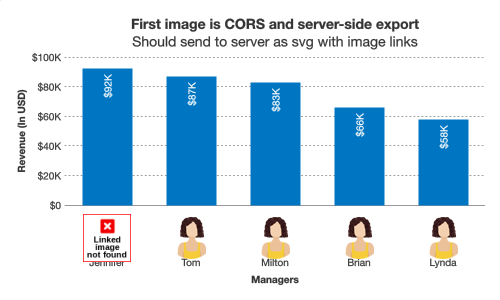 First image is CORS and server-side export
Should send to server as svg with image links
$100K
$80K
$60K
$40K
$20K
$0
Revenue (In USD)
$92K
$87K
$83K
$66K
$58K
Linked
image
not found
Jennifer
Tom
Milton
Brian
Lynda
Managers